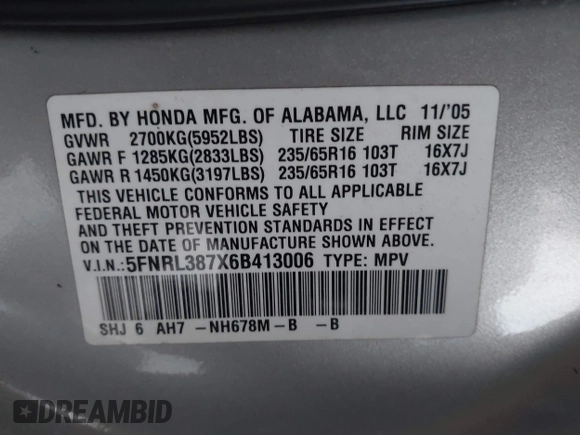 MFD. BY HONDA MFG. OF ALABAMA, LLC 11/'05
GVWR 2700KG(5952LBS) TIRE SIZE RIM SIZE
GAWR F 1285KG(2833LBS) 235/65R16 103T 16X7J
GAWR R 1450KG(3197LBS) 235/65R16 103T 16X7J
THIS VEHICLE CONFORMS TO ALL APPLICABLE
FEDERAL MOTOR VEHICLE SAFETY
AND THEFT PREVENTION STANDARDS IN EFFECT
ON THE DATE OF MANUFACTURE SHOWN ABOVE.
V.I.N.:5FNRL387X6B413006 TYPE: MPV
SHJ 6 AH7 -NH678M-B -B
DREAMBID